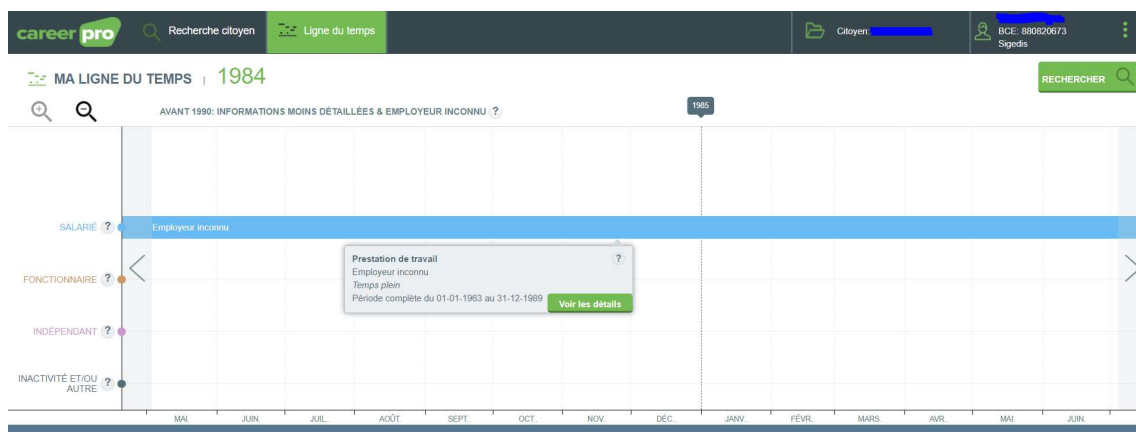 career pro
Recherche citoyen
Ligne du temps
Citoyen:
BCE: 880820673
Sigedis
MA LIGNE DU TEMPS | 1984
RECHERCHER
AVANT 1990: INFORMATIONS MOINS DÉTAILLÉES & EMPLOYEUR INCONNU ?
1985
SALARIÉ ?
Employeur inconnu
Prestation de travail ?
Employeur inconnu
Temps plein
Période complète du 01-01-1963 au 31-12-1989
Voir les détails
FONCTIONNAIRE ?
INDÉPENDANT ?
INACTIVITÉ ET/OU
AUTRE ?
MAI. JUIN. JUIL. AOÛT. SEPT.. OCT.. NOV.. DÉC.. JANV.. FÉVR.. MARS. AVR.. MAI. JUIN.